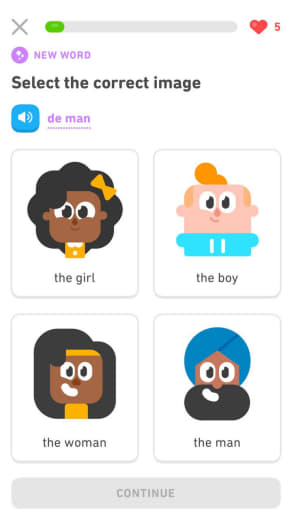 5
NEW WORD
Select the correct image
de man
the girl
the boy
the woman
the man
CONTINUE